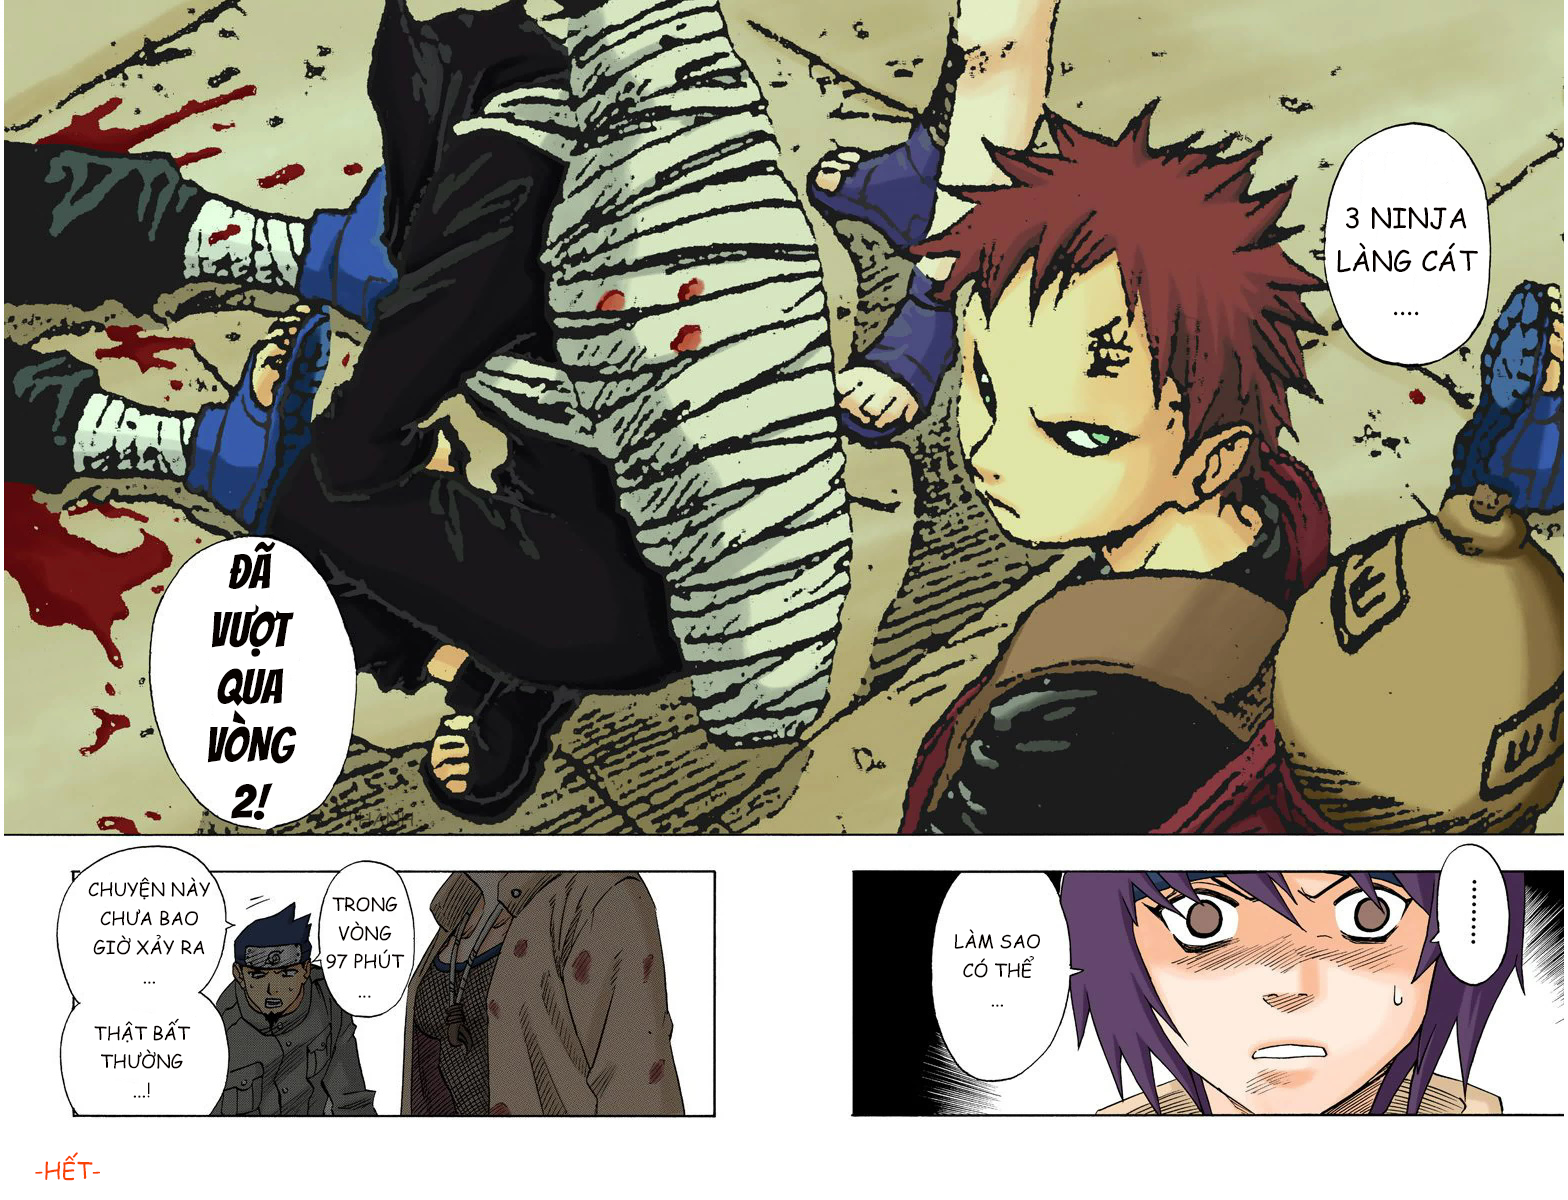 3 NINJA
LÀNG CÁT
....
ĐÃ
VƯỢT
QUA
VÒNG
2!
.........
LÀM SAO
CÓ THỂ
...
TRONG
VÒNG
97 PHÚT
...
CHUYỆN NÀY
CHƯA BAO
GIỜ XẢY RA
...
THẬT BẤT
THƯỜNG
...!
-HẾT-